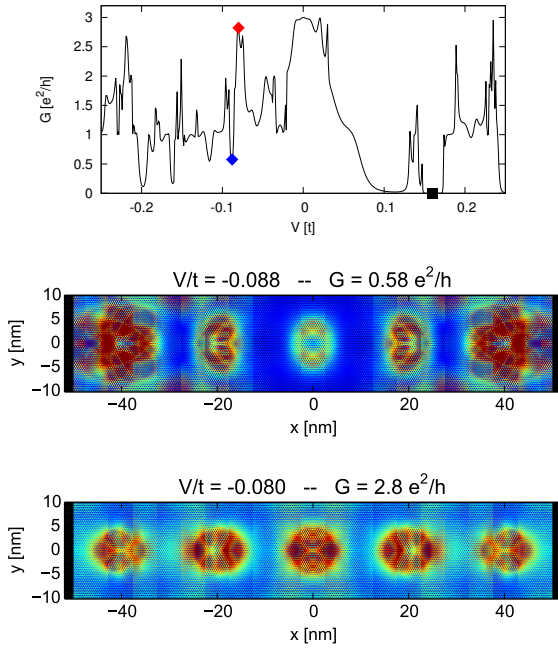 3
2.5
2
1.5
1
0.5
0
G [e²/h]
-0.2 -0.1 0 0.1 0.2
V [t]
V/t = -0.088 -- G = 0.58 e²/h
10
5
0
−5
−10
y [nm]
−40 −20 0 20 40
x [nm]
V/t = -0.080 -- G = 2.8 e²/h
10
5
0
−5
−10
y [nm]
−40 −20 0 20 40
x [nm]